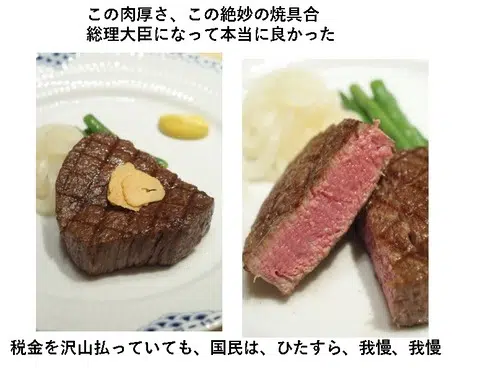 この肉厚さ、この絶妙の焼具合
総理大臣になって本当に良かった
税金を沢山払っていても、国民は、ひたすら、我慢、我慢